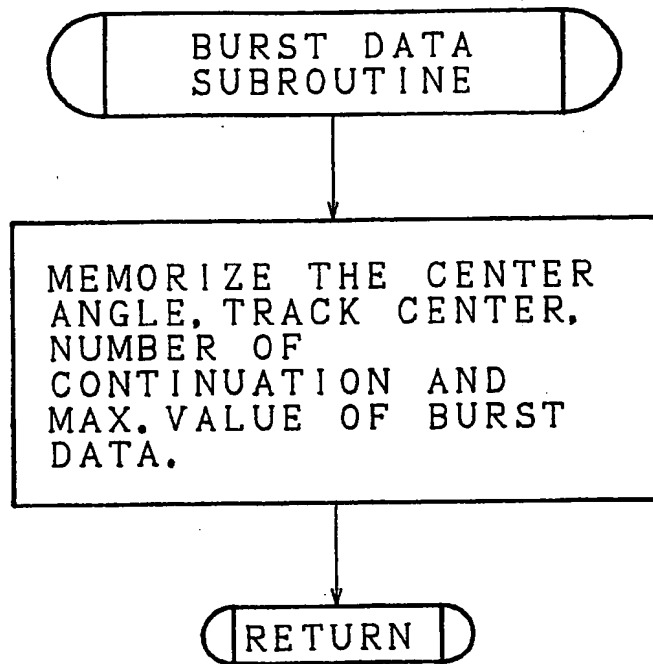 BURST DATA
SUBROUTINE
MEMORIZE THE CENTER
ANGLE, TRACK CENTER,
NUMBER OF
CONTINUATION AND
MAX. VALUE OF BURST
DATA.
RETURN